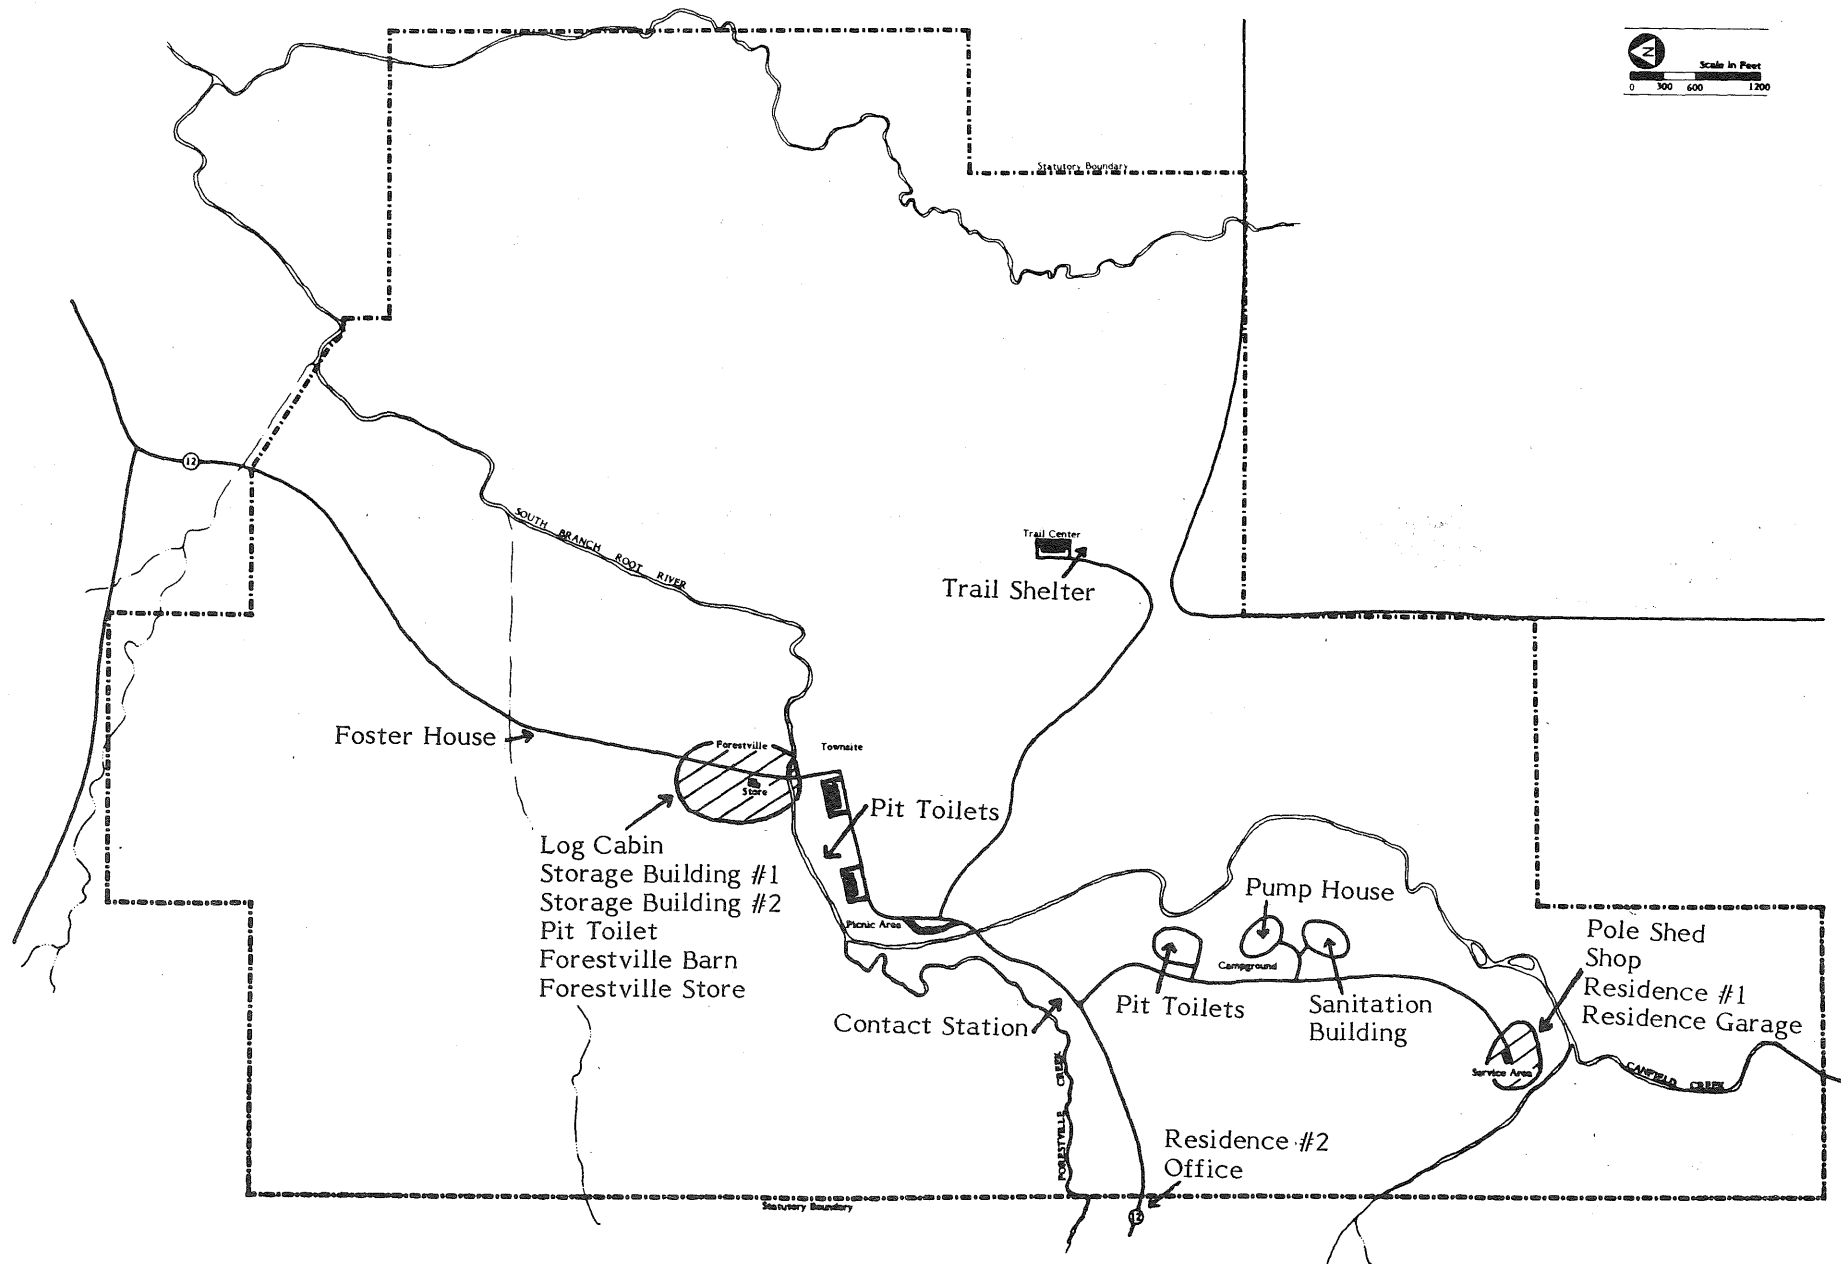 N
Scale in Feet
0 300 600 1200
Statutory Boundary
12
SOUTH BRANCH ROOT RIVER
Trail Center
Trail Shelter
Foster House
Forestville
Townsite
Store
Pit Toilets
Log Cabin
Storage Building #1
Storage Building #2
Pit Toilet
Forestville Barn
Forestville Store
Picnic Area
Pump House
Campground
Pit Toilets
Sanitation
Building
Contact Station
Pole Shed
Shop
Residence #1
Residence Garage
Service Area
CANFIELD CREEK
FORESTVILLE CREEK
Residence #2
Office
Statutory Boundary
12